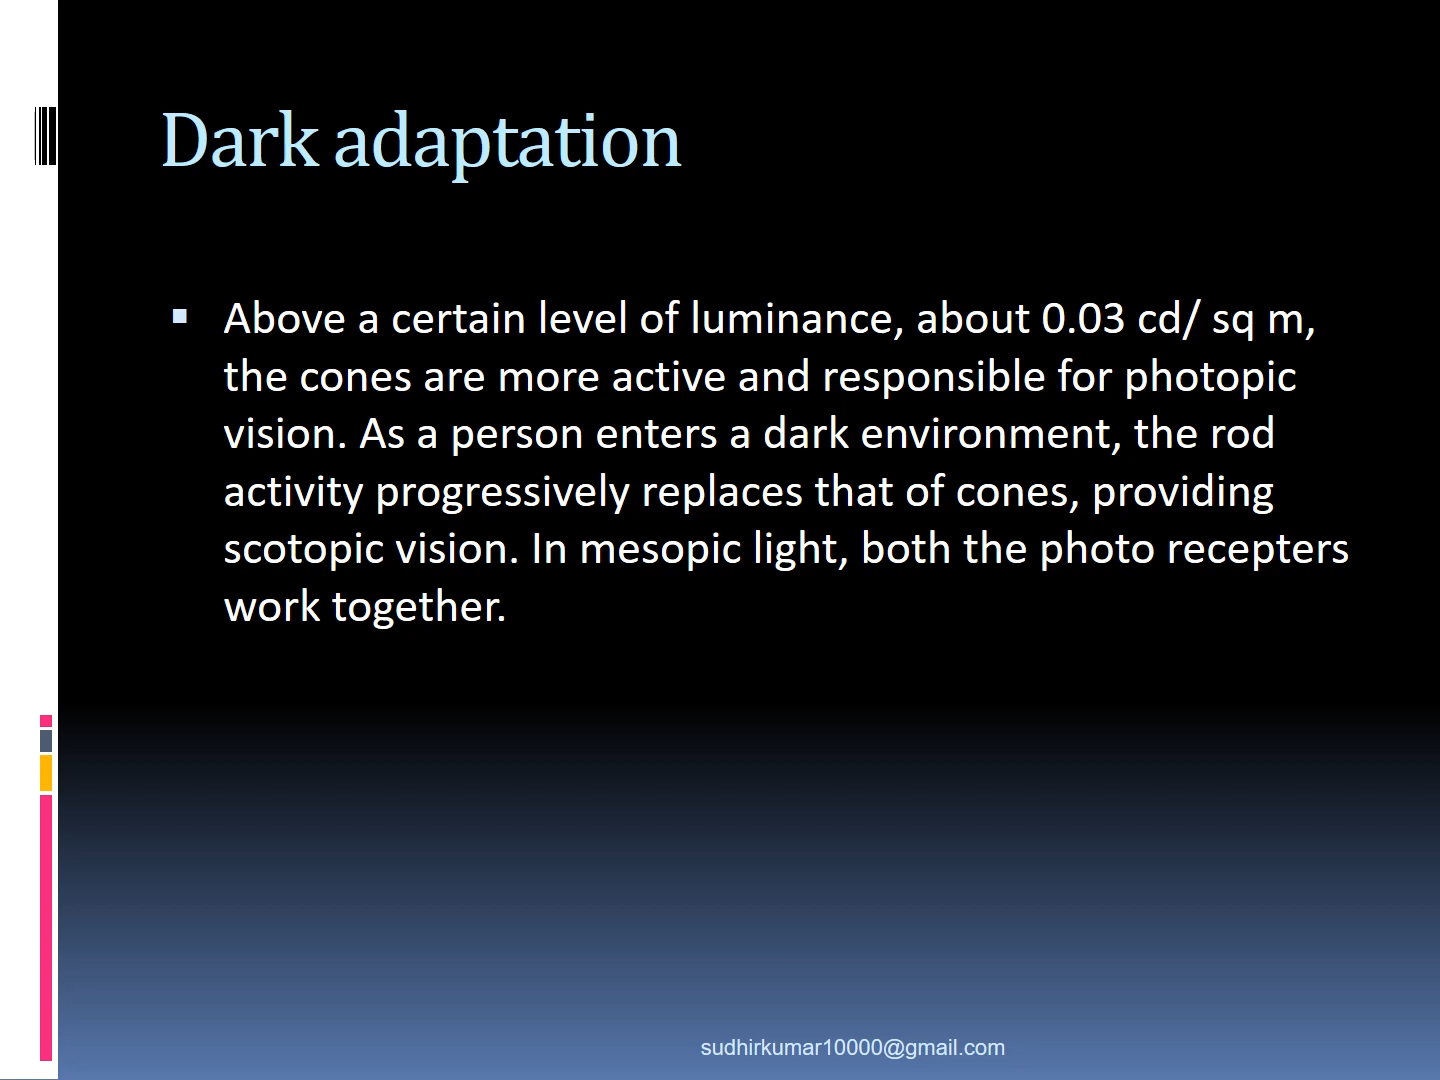 Dark adaptation
▪ Above a certain level of luminance, about 0.03 cd/ sq m,
the cones are more active and responsible for photopic
vision. As a person enters a dark environment, the rod
activity progressively replaces that of cones, providing
scotopic vision. In mesopic light, both the photo recepters
work together.
sudhirkumar10000@gmail.com